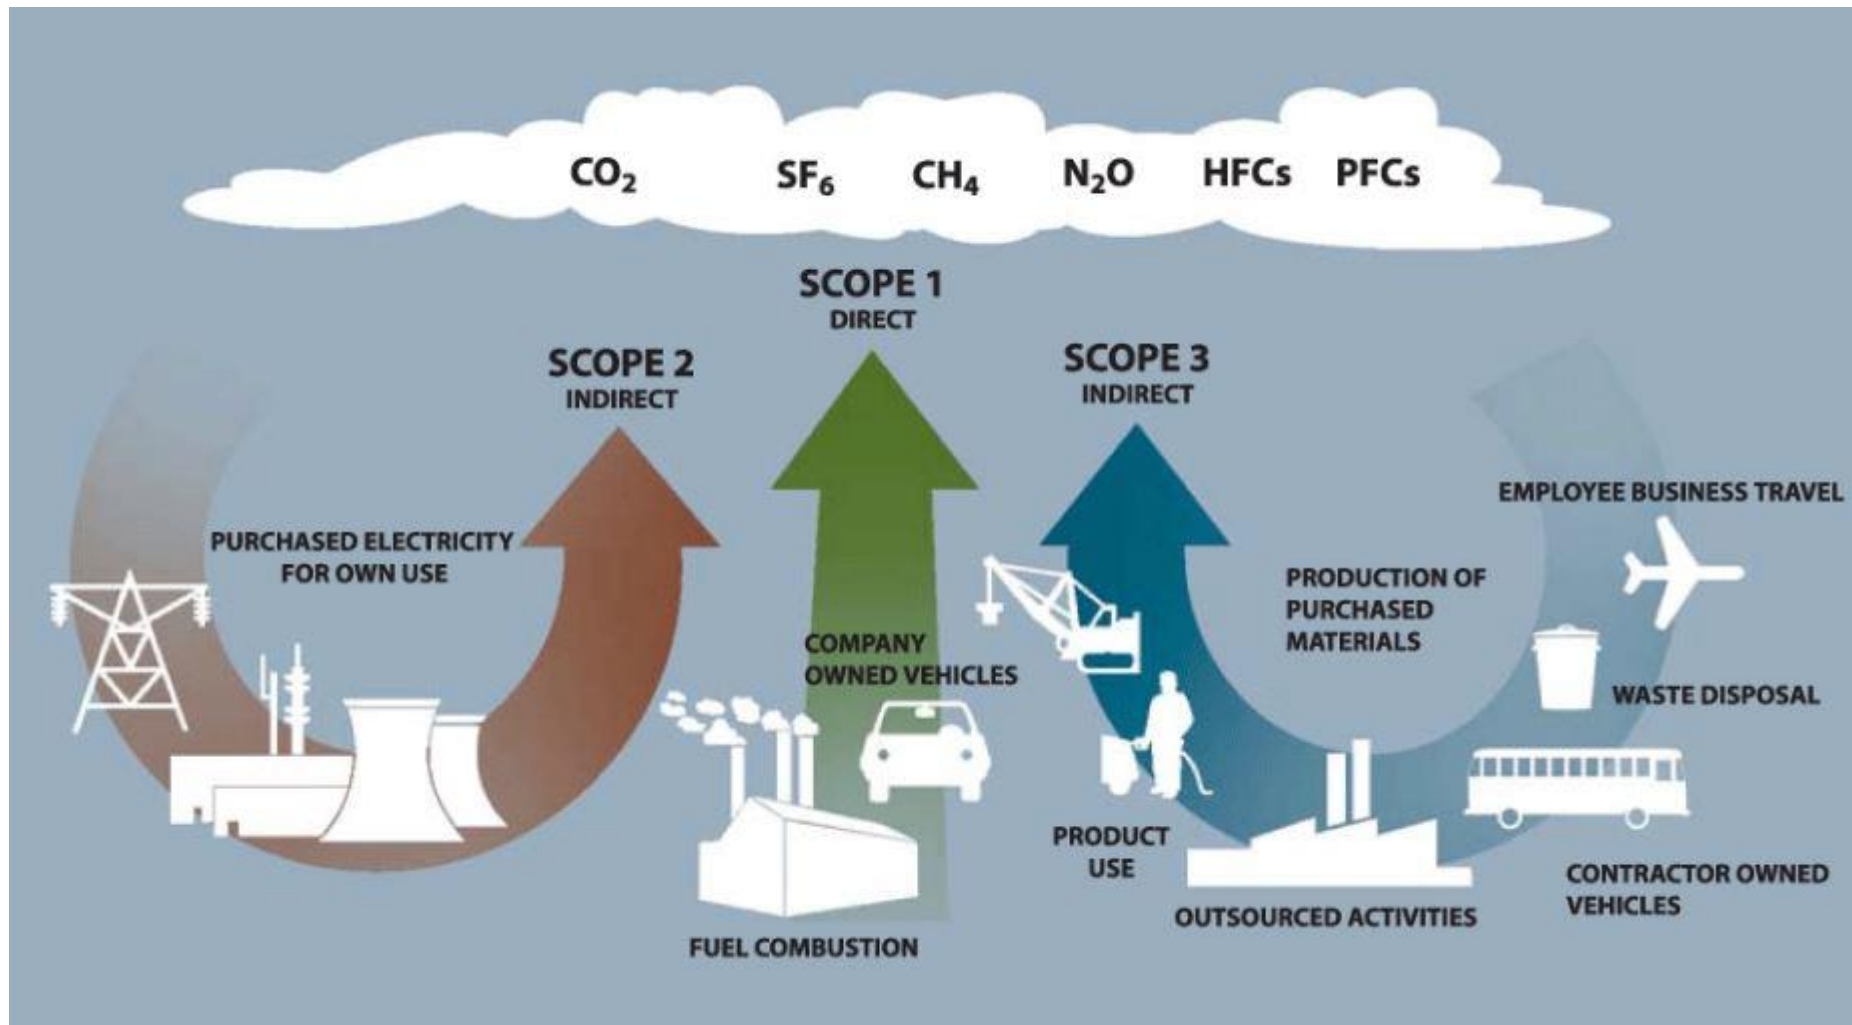 CO₂ SF₆ CH₄ N₂O HFCs PFCs
SCOPE 1
DIRECT
SCOPE 2
INDIRECT
SCOPE 3
INDIRECT
PURCHASED ELECTRICITY
FOR OWN USE
COMPANY
OWNED VEHICLES
FUEL COMBUSTION
EMPLOYEE BUSINESS TRAVEL
PRODUCTION OF
PURCHASED
MATERIALS
WASTE DISPOSAL
PRODUCT
USE
CONTRACTOR OWNED
VEHICLES
OUTSOURCED ACTIVITIES